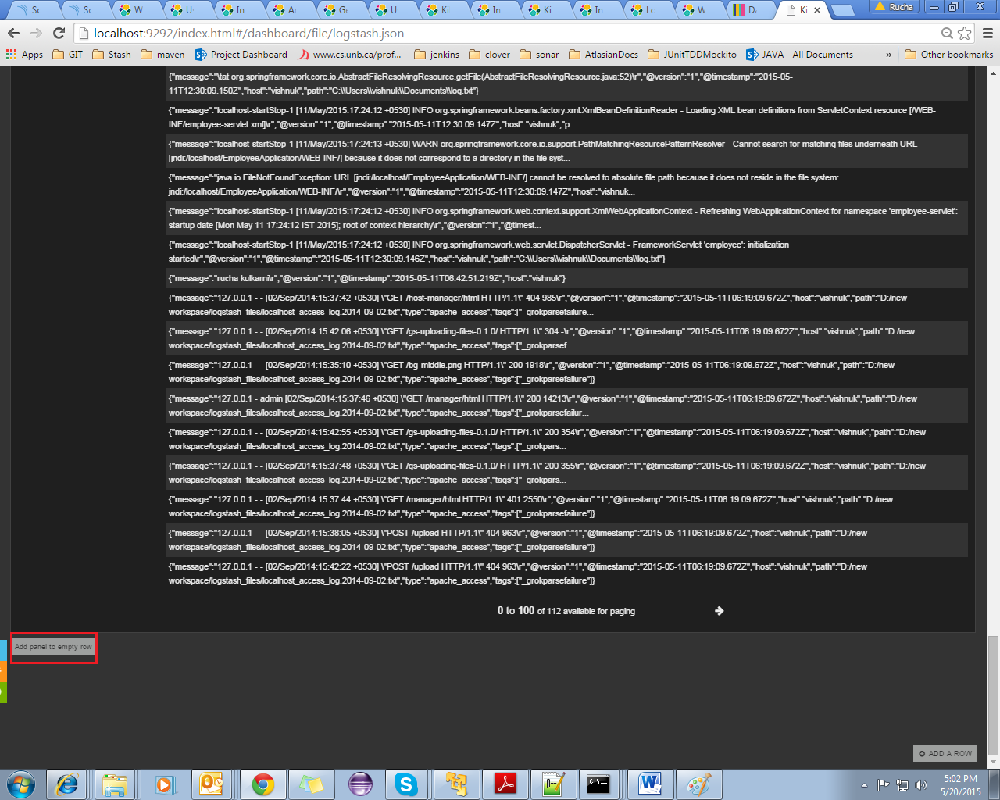 Sc
Sc
W
U:
In
A:
G
U:
Ki
In
Ki
In
Lc
W
Da
Ki
Rucha
localhost:9292/index.html#/dashboard/file/logstash.json
Apps GIT Stash maven Project Dashboard www.cs.unb.ca/prof... jenkins clover sonar AtlasianDocs JUnitTDDMockito JAVA - All Documents » Other bookmarks
{"message":"\tat org.springframework.core.io.AbstractFileResolvingResource.getFile(AbstractFileResolvingResource.java:52)\r","@version":"1","@timestamp":"2015-05-
11T12:30:09.150Z","host":"vishnuk","path":"C:\\Users\\vishnuk\\Documents\\log.txt"}
{"message":"localhost-startStop-1 [11/May/2015:17:24:12 +0530] INFO org.springframework.beans.factory.xml.XmlBeanDefinitionReader - Loading XML bean definitions from ServletContext resource [/WEB-
INF/employee-servlet.xml]\r","@version":"1","@timestamp":"2015-05-11T12:30:09.147Z","host":"vishnuk","p...
{"message":"localhost-startStop-1 [11/May/2015:17:24:13 +0530] WARN org.springframework.core.io.support.PathMatchingResourcePatternResolver - Cannot search for matching files underneath URL
[jndi:/localhost/EmployeeApplication/WEB-INF/] because it does not correspond to a directory in the file syst...
{"message":"java.io.FileNotFoundException: URL [jndi:/localhost/EmployeeApplication/WEB-INF/] cannot be resolved to absolute file path because it does not reside in the file system:
jndi:/localhost/EmployeeApplication/WEB-INF/\r","@version":"1","@timestamp":"2015-05-11T12:30:09.147Z","host":"vishnuk...
{"message":"localhost-startStop-1 [11/May/2015:17:24:12 +0530] INFO org.springframework.web.context.support.XmlWebApplicationContext - Refreshing WebApplicationContext for namespace 'employee-servlet':
startup date [Mon May 11 17:24:12 IST 2015]; root of context hierarchy\r","@version":"1","@timest...
{"message":"localhost-startStop-1 [11/May/2015:17:24:12 +0530] INFO org.springframework.web.servlet.DispatcherServlet - FrameworkServlet 'employee': initialization
started\r","@version":"1","@timestamp":"2015-05-11T12:30:09.146Z","host":"vishnuk","path":"C:\\Users\\vishnuk\\Documents\\log.txt"}
{"message":"rucha kulkarni\r","@version":"1","@timestamp":"2015-05-11T06:42:51.219Z","host":"vishnuk"}
{"message":"127.0.0.1 - - [02/Sep/2014:15:37:42 +0530] \"GET /host-manager/html HTTP/1.1\" 404 985\r","@version":"1","@timestamp":"2015-05-11T06:19:09.672Z","host":"vishnuk","path":"D:/new
workspace/logstash_files/localhost_access_log.2014-09-02.txt","type":"apache_access","tags":["_grokparsefailure...
{"message":"127.0.0.1 - - [02/Sep/2014:15:42:06 +0530] \"GET /gs-uploading-files-0.1.0/ HTTP/1.1\" 304 -\r","@version":"1","@timestamp":"2015-05-11T06:19:09.672Z","host":"vishnuk","path":"D:/new
workspace/logstash_files/localhost_access_log.2014-09-02.txt","type":"apache_access","tags":["_grokparsef...
{"message":"127.0.0.1 - - [02/Sep/2014:15:35:10 +0530] \"GET /bg-middle.png HTTP/1.1\" 200 1918\r","@version":"1","@timestamp":"2015-05-11T06:19:09.672Z","host":"vishnuk","path":"D:/new
workspace/logstash_files/localhost_access_log.2014-09-02.txt","type":"apache_access","tags":["_grokparsefailure"]}
{"message":"127.0.0.1 - admin [02/Sep/2014:15:37:46 +0530] \"GET /manager/html HTTP/1.1\" 200 14213\r","@version":"1","@timestamp":"2015-05-11T06:19:09.672Z","host":"vishnuk","path":"D:/new
workspace/logstash_files/localhost_access_log.2014-09-02.txt","type":"apache_access","tags":["_grokparsefailur...
{"message":"127.0.0.1 - - [02/Sep/2014:15:42:55 +0530] \"GET /gs-uploading-files-0.1.0/ HTTP/1.1\" 200 354\r","@version":"1","@timestamp":"2015-05-11T06:19:09.672Z","host":"vishnuk","path":"D:/new
workspace/logstash_files/localhost_access_log.2014-09-02.txt","type":"apache_access","tags":["_grokpars...
{"message":"127.0.0.1 - - [02/Sep/2014:15:37:48 +0530] \"GET /gs-uploading-files-0.1.0/ HTTP/1.1\" 200 355\r","@version":"1","@timestamp":"2015-05-11T06:19:09.672Z","host":"vishnuk","path":"D:/new
workspace/logstash_files/localhost_access_log.2014-09-02.txt","type":"apache_access","tags":["_grokpars...
{"message":"127.0.0.1 - - [02/Sep/2014:15:37:44 +0530] \"GET /manager/html HTTP/1.1\" 401 2550\r","@version":"1","@timestamp":"2015-05-11T06:19:09.672Z","host":"vishnuk","path":"D:/new
workspace/logstash_files/localhost_access_log.2014-09-02.txt","type":"apache_access","tags":["_grokparsefailure"]}
{"message":"127.0.0.1 - - [02/Sep/2014:15:38:05 +0530] \"POST /upload HTTP/1.1\" 404 963\r","@version":"1","@timestamp":"2015-05-11T06:19:09.672Z","host":"vishnuk","path":"D:/new
workspace/logstash_files/localhost_access_log.2014-09-02.txt","type":"apache_access","tags":["_grokparsefailure"]}
{"message":"127.0.0.1 - - [02/Sep/2014:15:42:22 +0530] \"POST /upload HTTP/1.1\" 404 963\r","@version":"1","@timestamp":"2015-05-11T06:19:09.672Z","host":"vishnuk","path":"D:/new
workspace/logstash_files/localhost_access_log.2014-09-02.txt","type":"apache_access","tags":["_grokparsefailure"]}
0 to 100 of 112 available for paging
Add panel to empty row
ADD A ROW
5:02 PM
5/20/2015